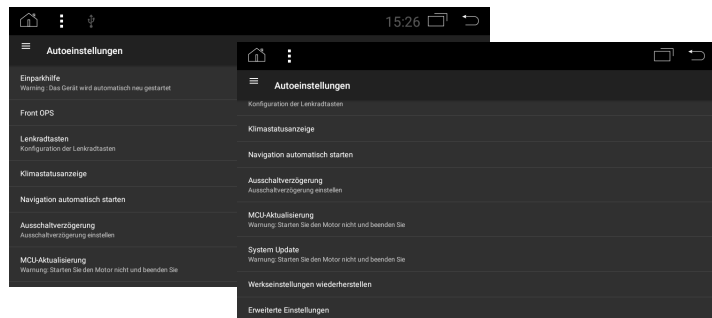 15:26
Autoeinstellungen
Einparkhilfe
Warning : Das Gerät wird automatisch neu gestartet
Front OPS
Lenkradtasten
Konfiguration der Lenkradtasten
Klimastatusanzeige
Navigation automatisch starten
Ausschaltverzögerung
Ausschaltverzögerung einstellen
MCU-Aktualisierung
Warnung: Starten Sie den Motor nicht und beenden Sie
Autoeinstellungen
Konfiguration der Lenkradtasten
Klimastatusanzeige
Navigation automatisch starten
Ausschaltverzögerung
Ausschaltverzögerung einstellen
MCU-Aktualisierung
Warnung: Starten Sie den Motor nicht und beenden Sie
System Update
Warnung: Starten Sie den Motor nicht und beenden Sie
Werkseinstellungen wiederherstellen
Erweiterte Einstellungen